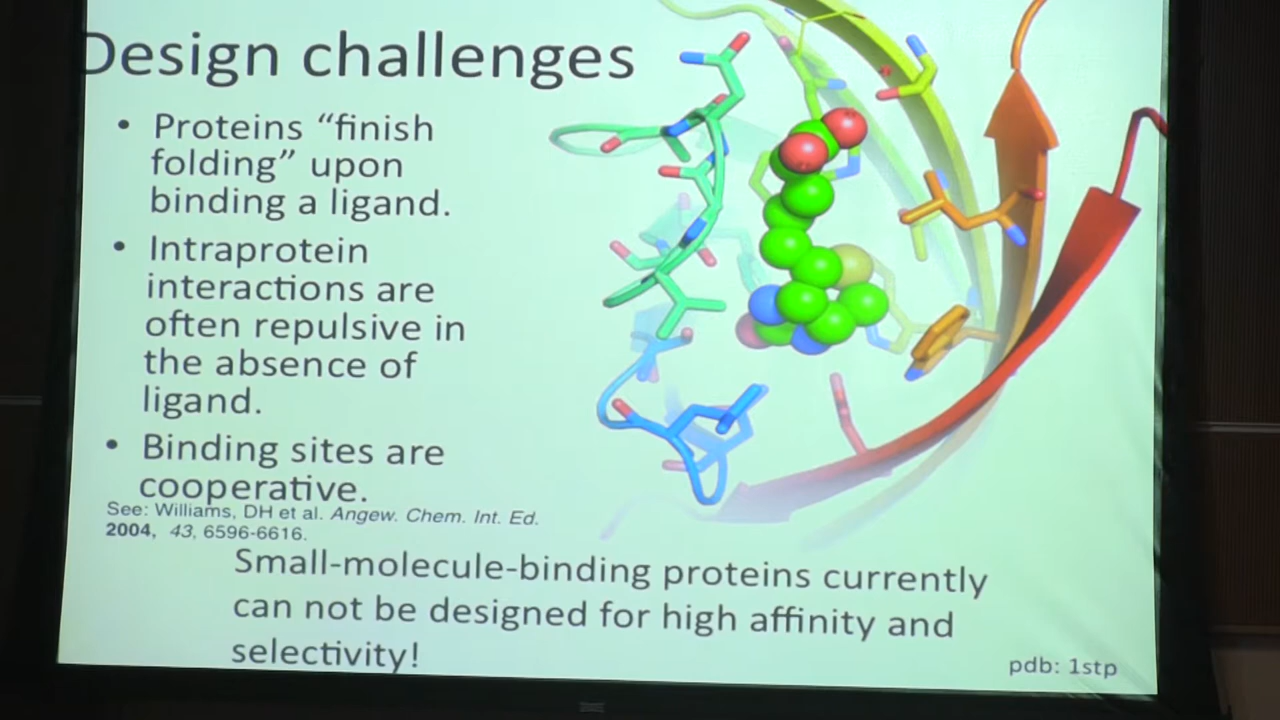 Design challenges
• Proteins “finish
folding” upon
binding a ligand.
• Intraprotein
interactions are
often repulsive in
the absence of
ligand.
• Binding sites are
cooperative.
See: Williams, DH et al. Angew. Chem. Int. Ed.
2004, 43, 6596-6616.
Small-molecule-binding proteins currently
can not be designed for high affinity and
selectivity!
pdb: 1stp